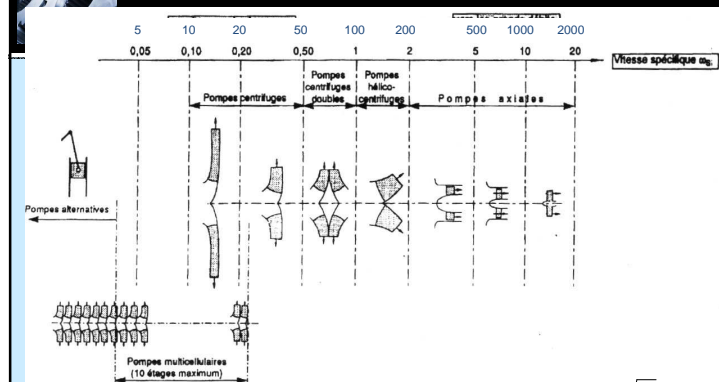 5 10 20 50 100 200 500 1000 2000
0,05 0,10 0,20 0,50 1 2 5 10 20
Vitesse spécifique
Pompes centrifuges
Pompes
centrifuges
doubles
Pompes
hélico-
centrifuges
Pompes axiales
Pompes alternatives
Pompes multicellulaires
(10 étages maximum)